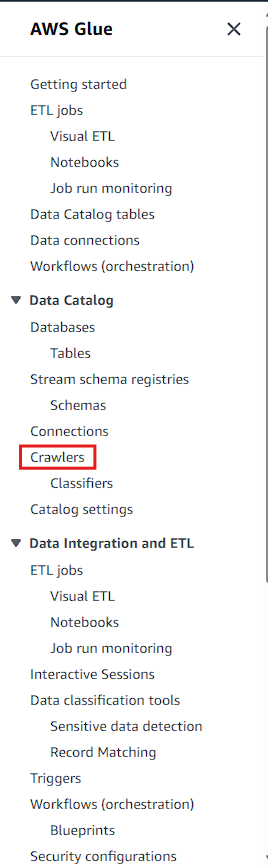 AWS Glue
Getting started
ETL jobs
Visual ETL
Notebooks
Job run monitoring
Data Catalog tables
Data connections
Workflows (orchestration)
Data Catalog
Databases
Tables
Stream schema registries
Schemas
Connections
Crawlers
Classifiers
Catalog settings
Data Integration and ETL
ETL jobs
Visual ETL
Notebooks
Job run monitoring
Interactive Sessions
Data classification tools
Sensitive data detection
Record Matching
Triggers
Workflows (orchestration)
Blueprints
Security configurations